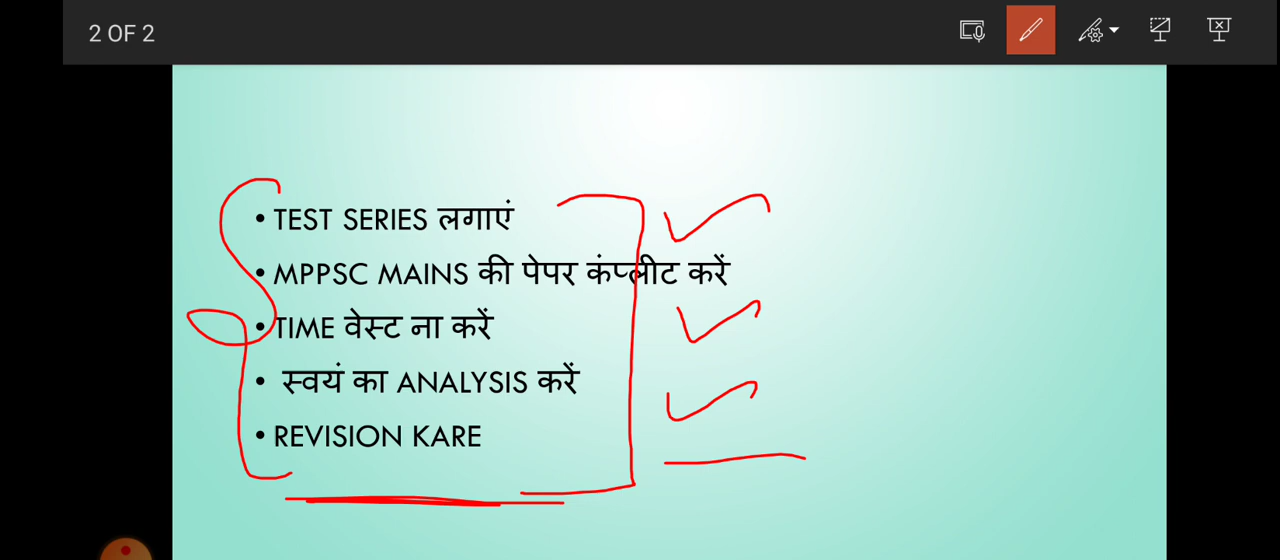 2 OF 2
• TEST SERIES लगाएं
• MPPSC MAINS की पेपर कंप्लीट करें
• TIME वेस्ट ना करें
• स्वयं का ANALYSIS करें
• REVISION KARE